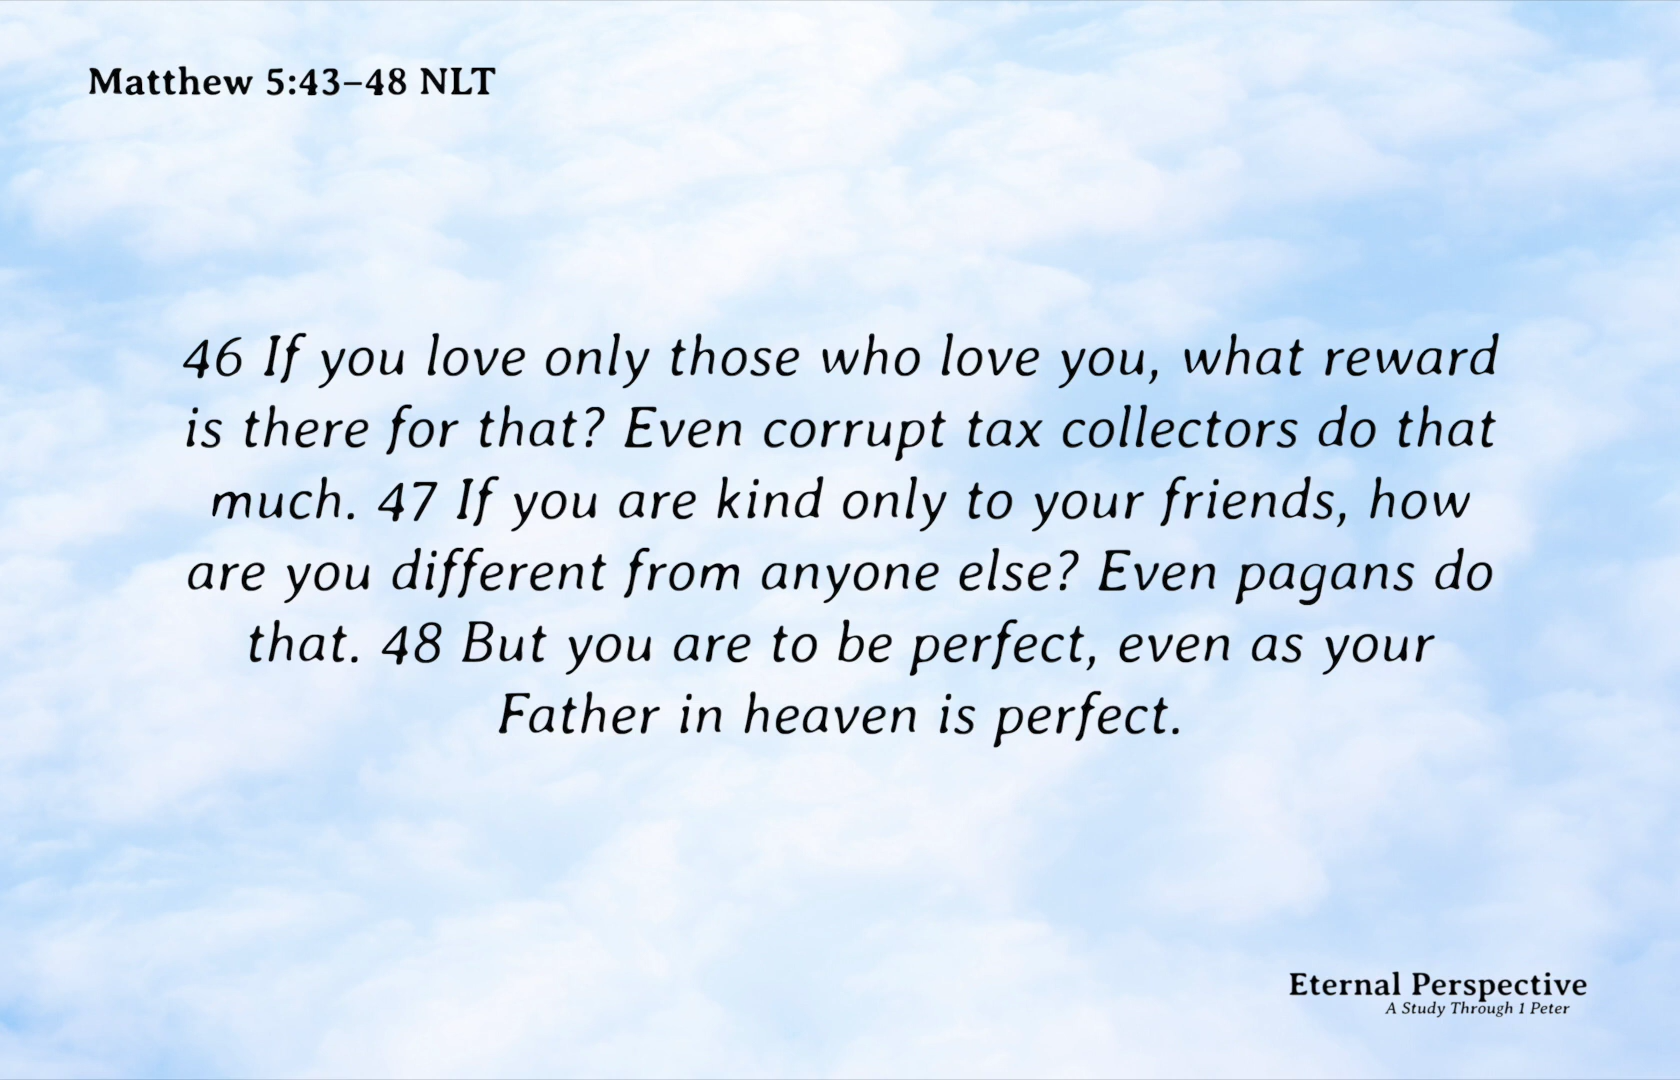 Matthew 5:43–48 NLT
46 If you love only those who love you, what reward
is there for that? Even corrupt tax collectors do that
much. 47 If you are kind only to your friends, how
are you different from anyone else? Even pagans do
that. 48 But you are to be perfect, even as your
Father in heaven is perfect.
Eternal Perspective
A Study Through 1 Peter